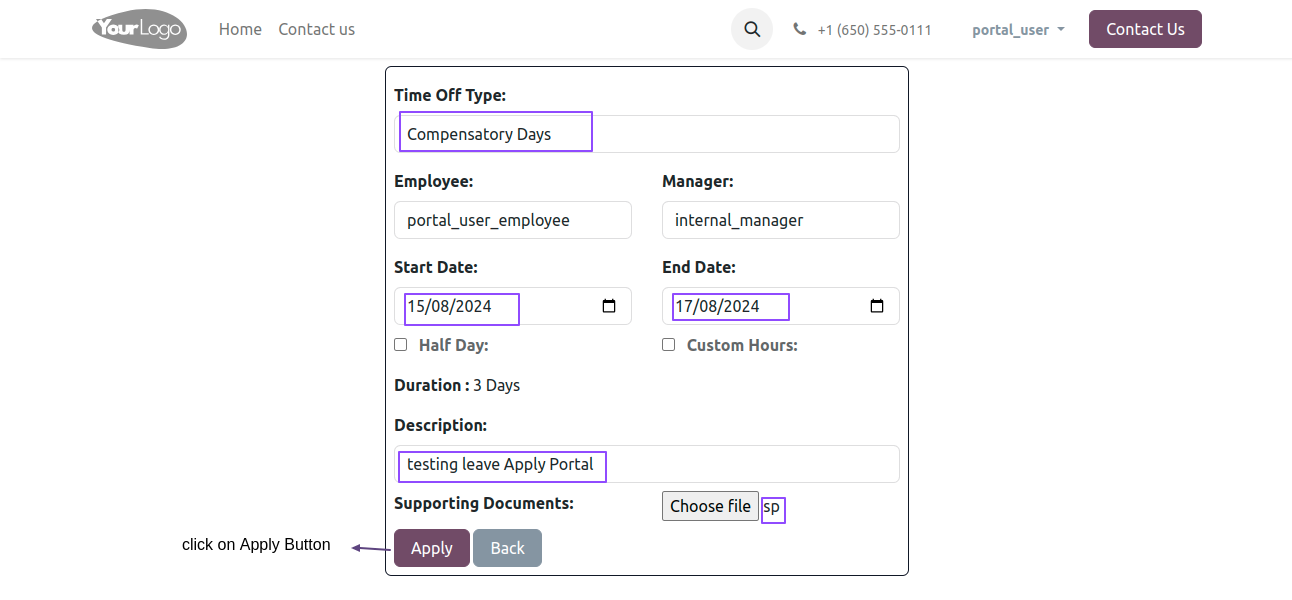 YourLogo Home Contact us +1 (650) 555-0111 portal_user Contact Us
Time Off Type:
Compensatory Days
Employee: Manager:
portal_user_employee internal_manager
Start Date: End Date:
15/08/2024 17/08/2024
Half Day: Custom Hours:
Duration : 3 Days
Description:
testing leave Apply Portal
Supporting Documents: Choose file sp
click on Apply Button Apply Back